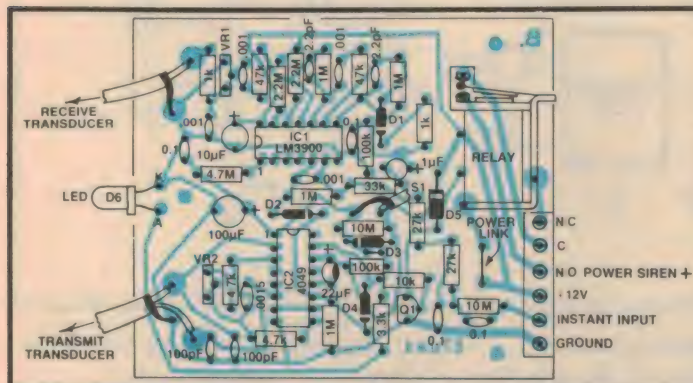 1k
VR1
.001
47k
2.2M
2.2M
2.2pF
1M
.001
47k
2.2pF
1M
RECEIVE
TRANSDUCER
.001
0.1
10µF
+
IC1
LM3900
0.1
100k
D1
1k
RELAY
4.7M
1
.001
1M
33k
1µF
+
S1
LED
D6
K
A
100µF
+
D2
10M
D3
27k
D5
POWER
LINK
N C
C
N O POWER SIREN +
+ 12V
INSTANT INPUT
GROUND
VR2
4.7k
.0015
1
IC2
4049
+
22µF
100k
10k
D4
Q1
27k
10M
TRANSMIT
TRANSDUCER
100pF
100pF
4.7k
1M
3.3k
0.1
0.1